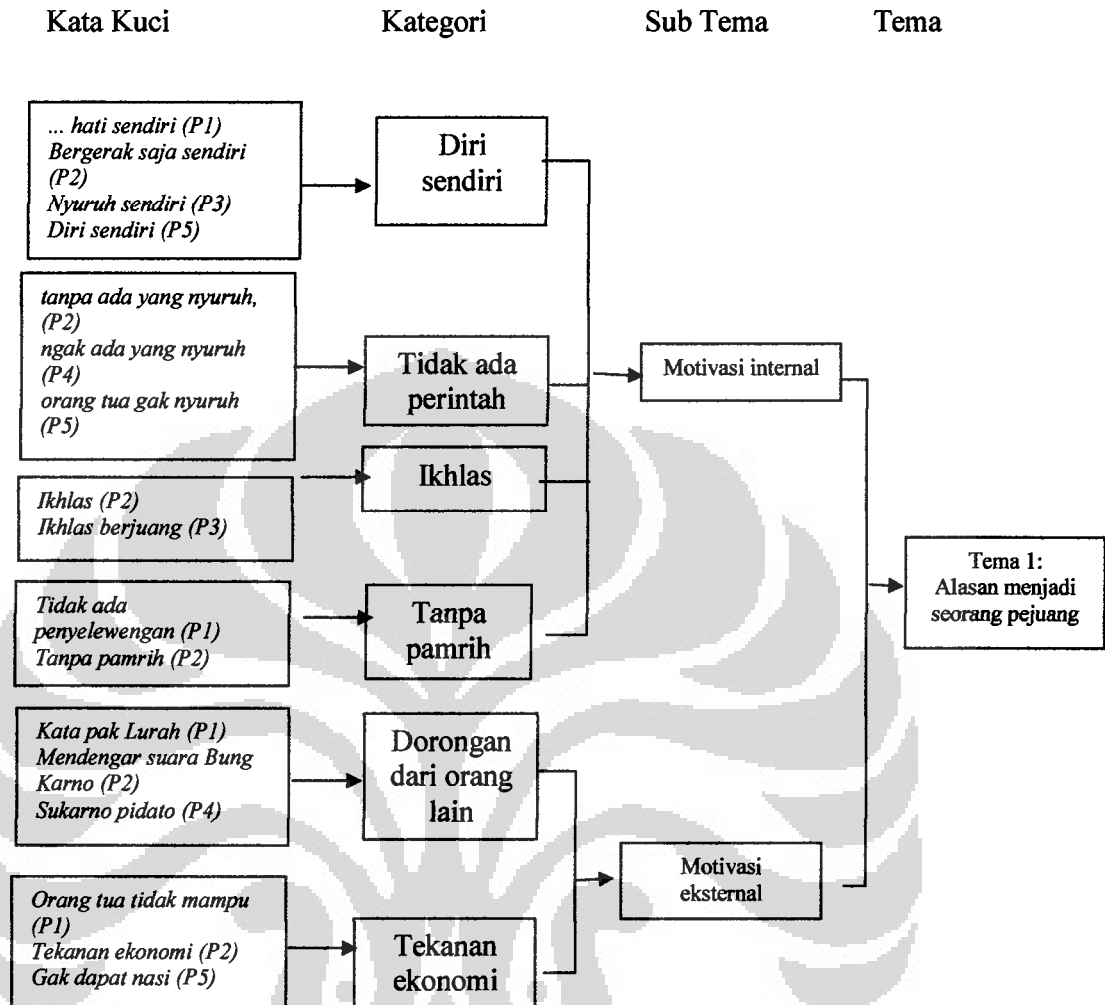 Kata Kuci Kategori Sub Tema Tema
... hati sendiri (P1)
Bergerak saja sendiri
(P2)
Nyuruh sendiri (P3)
Diri sendiri (P5)
Diri
sendiri
tanpa ada yang nyuruh,
(P2)
ngak ada yang nyuruh
(P4)
orang tua gak nyuruh
(P5)
Tidak ada
perintah
Ikhlas (P2)
Ikhlas berjuang (P3)
Ikhlas
Tidak ada
penyelewengan (P1)
Tanpa pamrih (P2)
Tanpa
pamrih
Motivasi internal
Kata pak Lurah (P1)
Mendengar suara Bung
Karno (P2)
Sukarno pidato (P4)
Dorongan
dari orang
lain
Orang tua tidak mampu
(P1)
Tekanan ekonomi (P2)
Gak dapat nasi (P5)
Tekanan
ekonomi
Motivasi
eksternal
Tema 1:
Alasan menjadi
seorang pejuang